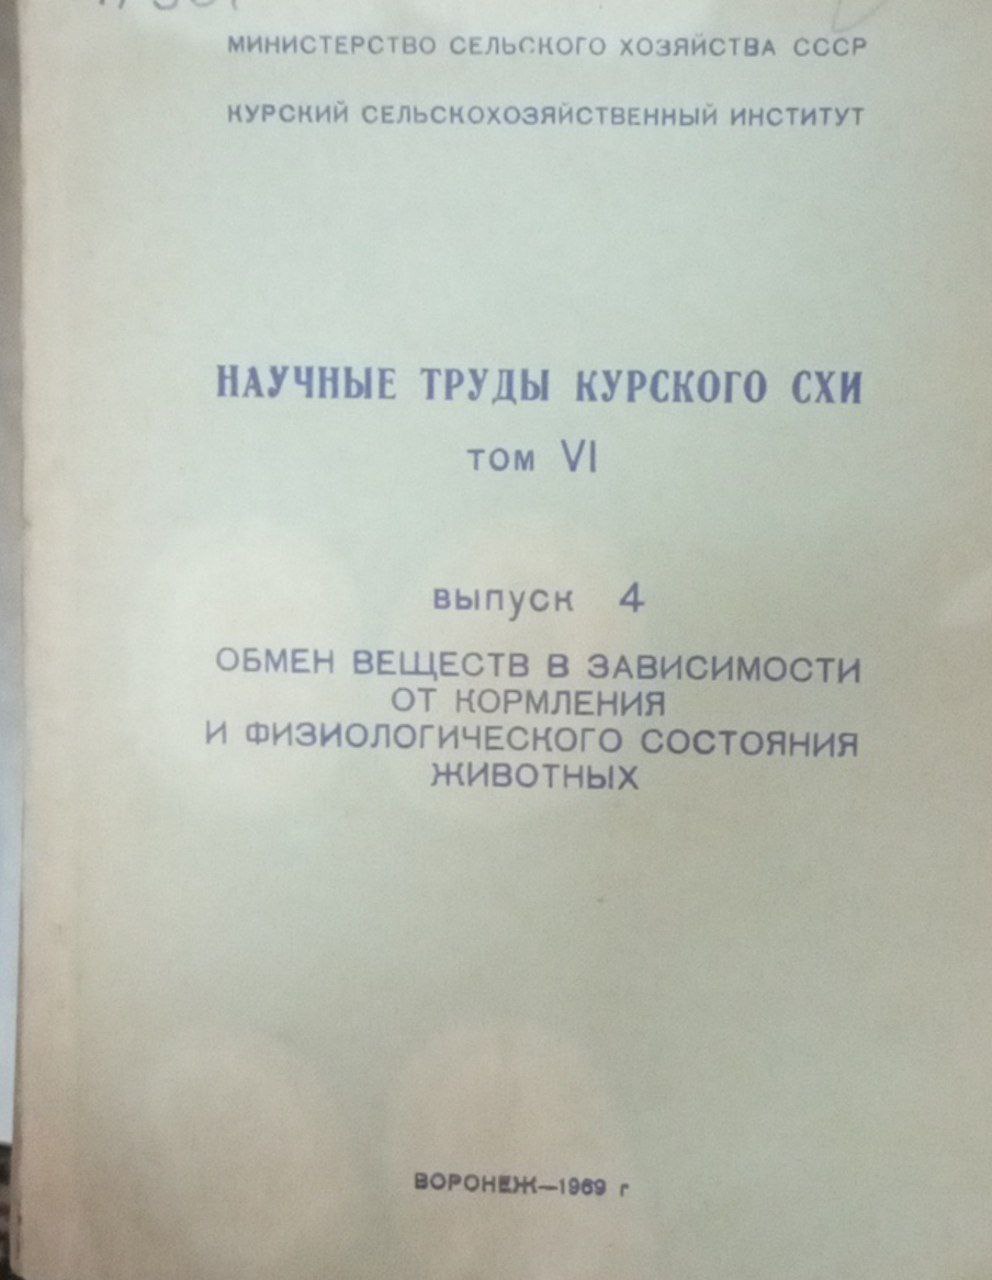 МИНИСТЕРСТВО СЕЛЬСКОГО ХОЗЯЙСТВА СССР
КУРСКИЙ СЕЛЬСКОХОЗЯЙСТВЕННЫЙ ИНСТИТУТ
НАУЧНЫЕ ТРУДЫ КУРСКОГО СХИ
ТОМ VI
ВЫПУСК 4
ОБМЕН ВЕЩЕСТВ В ЗАВИСИМОСТИ
ОТ КОРМЛЕНИЯ
И ФИЗИОЛОГИЧЕСКОГО СОСТОЯНИЯ
ЖИВОТНЫХ
ВОРОНЕЖ—1969 г